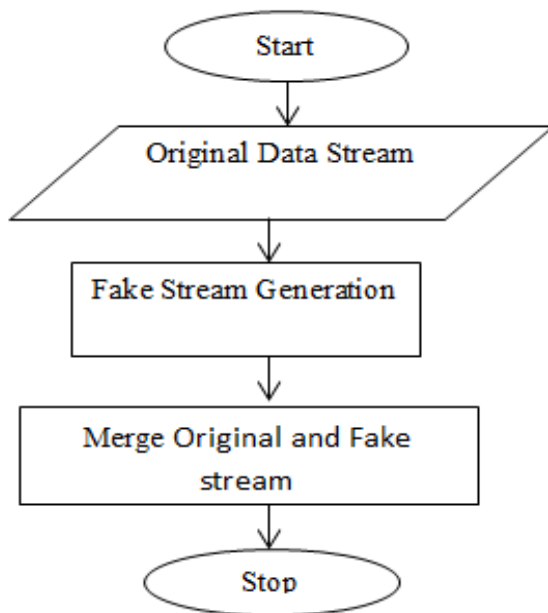 Start
Original Data Stream
Fake Stream Generation
Merge Original and Fake
stream
Stop